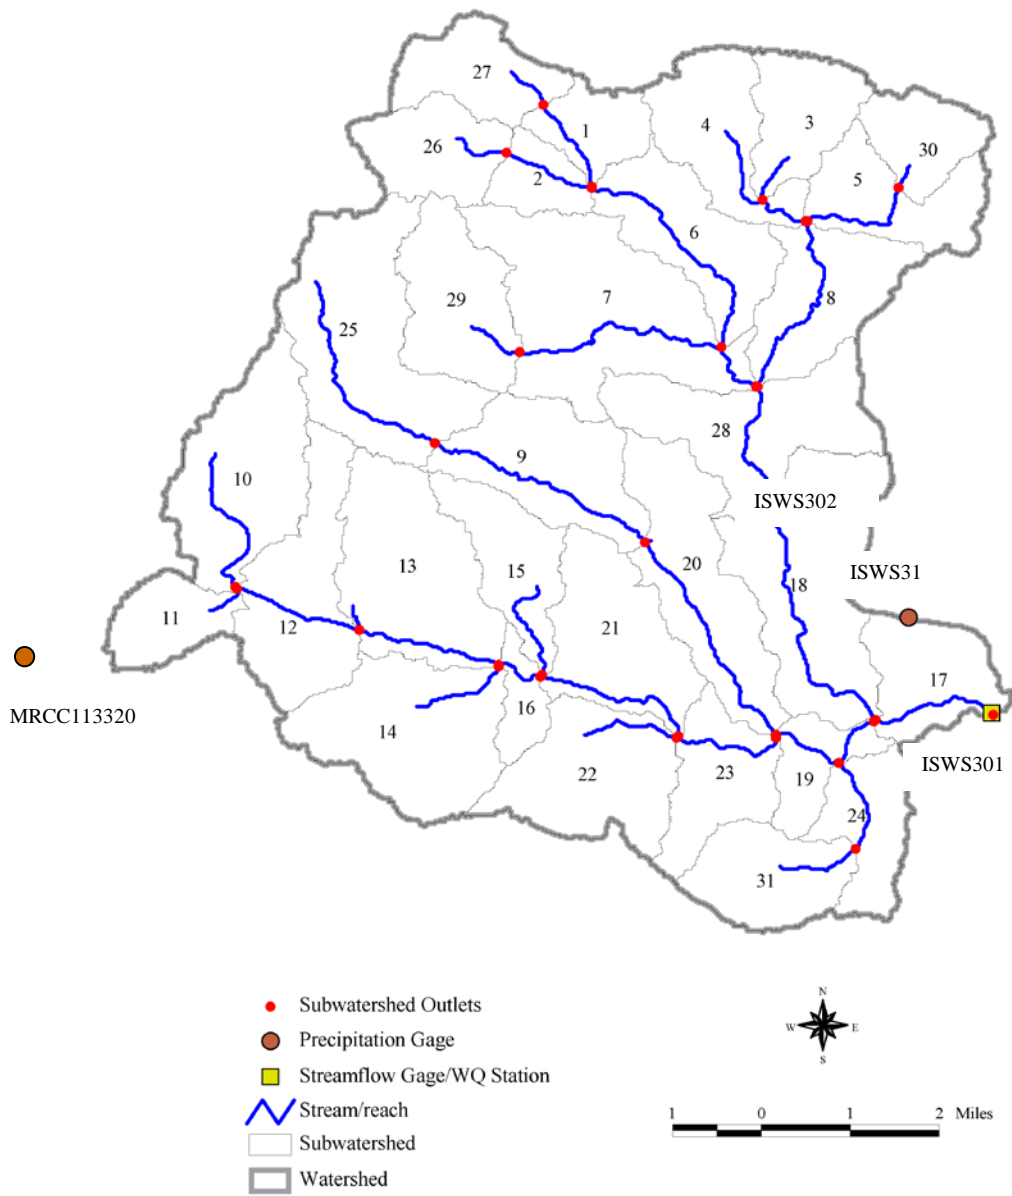 27
1
4
3
26
30
2
5
6
29
7
8
25
28
9
ISWS302
10
13
15
20
ISWS31
18
11
12
21
MRCC113320
17
16
14
ISWS301
22
23
19
24
31
Subwatershed Outlets
Precipitation Gage
Streamflow Gage/WQ Station
Stream/reach
Subwatershed
Watershed
N
W E
S
1 0 1 2 Miles